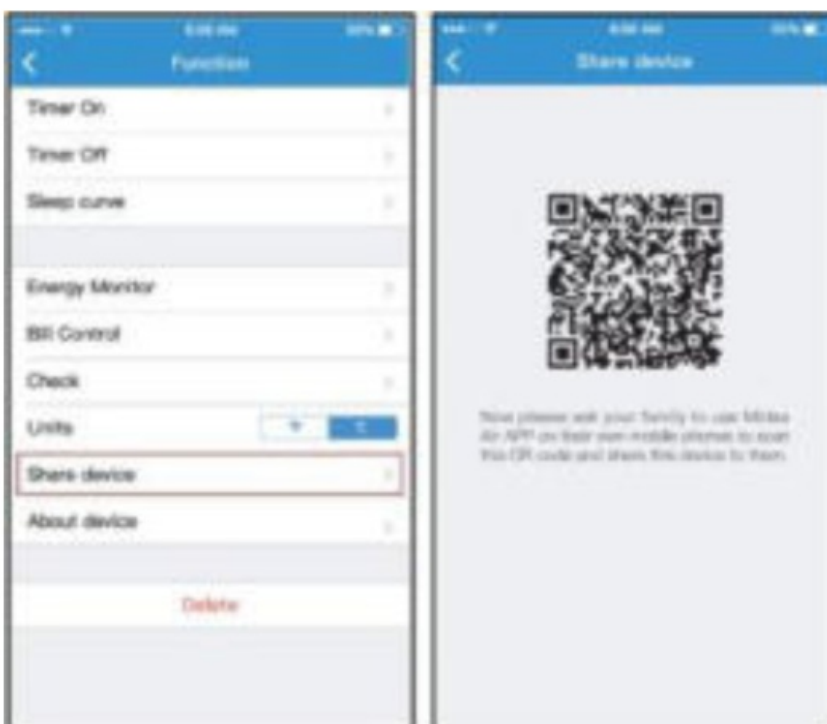 Function
Timer On
Timer Off
Sleep curve
Energy Monitor
Bill Control
Check
Units
Share device
About device
Delete
Share device
Now please ask your family to use Midea
Air APP on their own mobile phones to scan
this QR code and share this device to them.